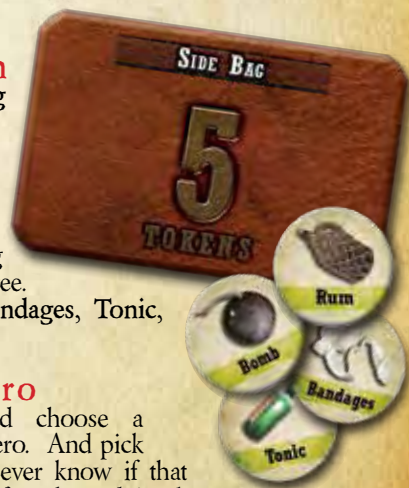 SIDE BAG
5
TOKENS
Rum
Bomb
Bandages
Tonic
g
g
ee.
ndages, Tonic,
ro
d choose a
ero. And pick
ever know if that